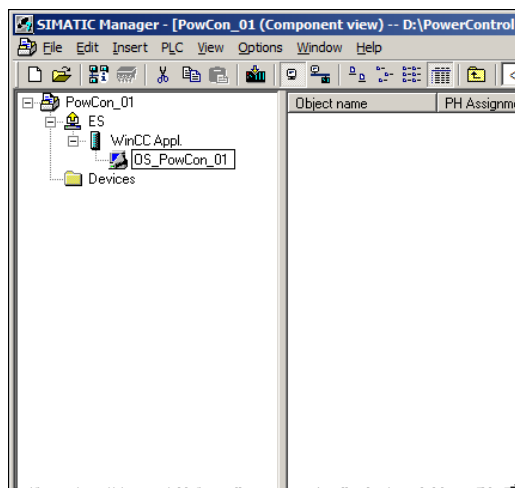 SIMATIC Manager - [PowCon_01 (Component view) -- D:\PowerControl
File Edit Insert PLC View Options Window Help
Object name PH Assignm
PowCon_01
ES
WinCC Appl.
OS_PowCon_01
Devices